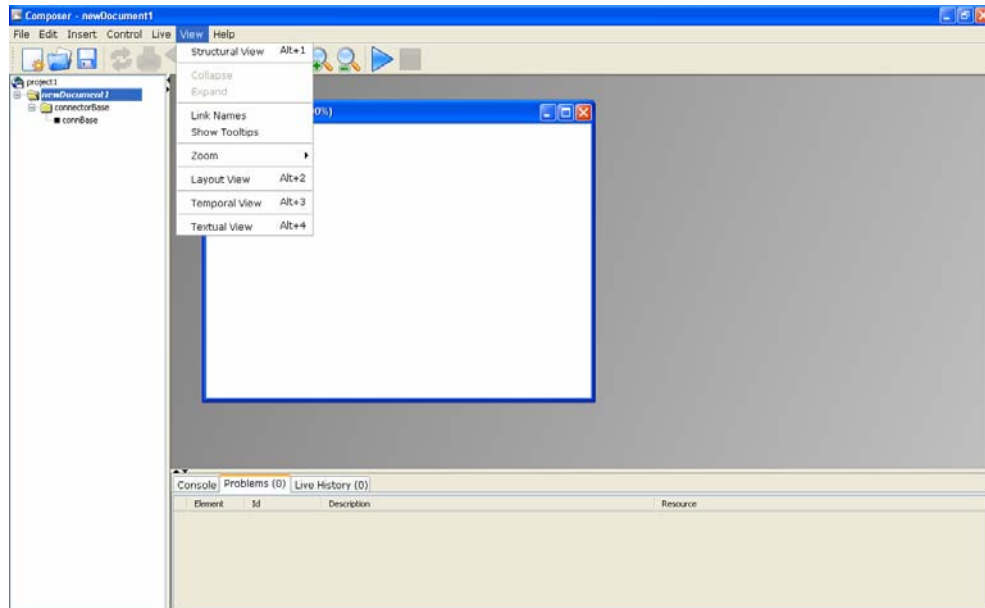 Composer - newDocument1
File Edit Insert Control Live View Help
project1
newDocument1
connectorBase
connBase
Structural View Alt+1
Collapse
Expand
Link Names
Show Tooltips
Zoom
Layout View Alt+2
Temporal View Alt+3
Textual View Alt+4
0%)
Console Problems (0) Live History (0)
Element Id Description Resource